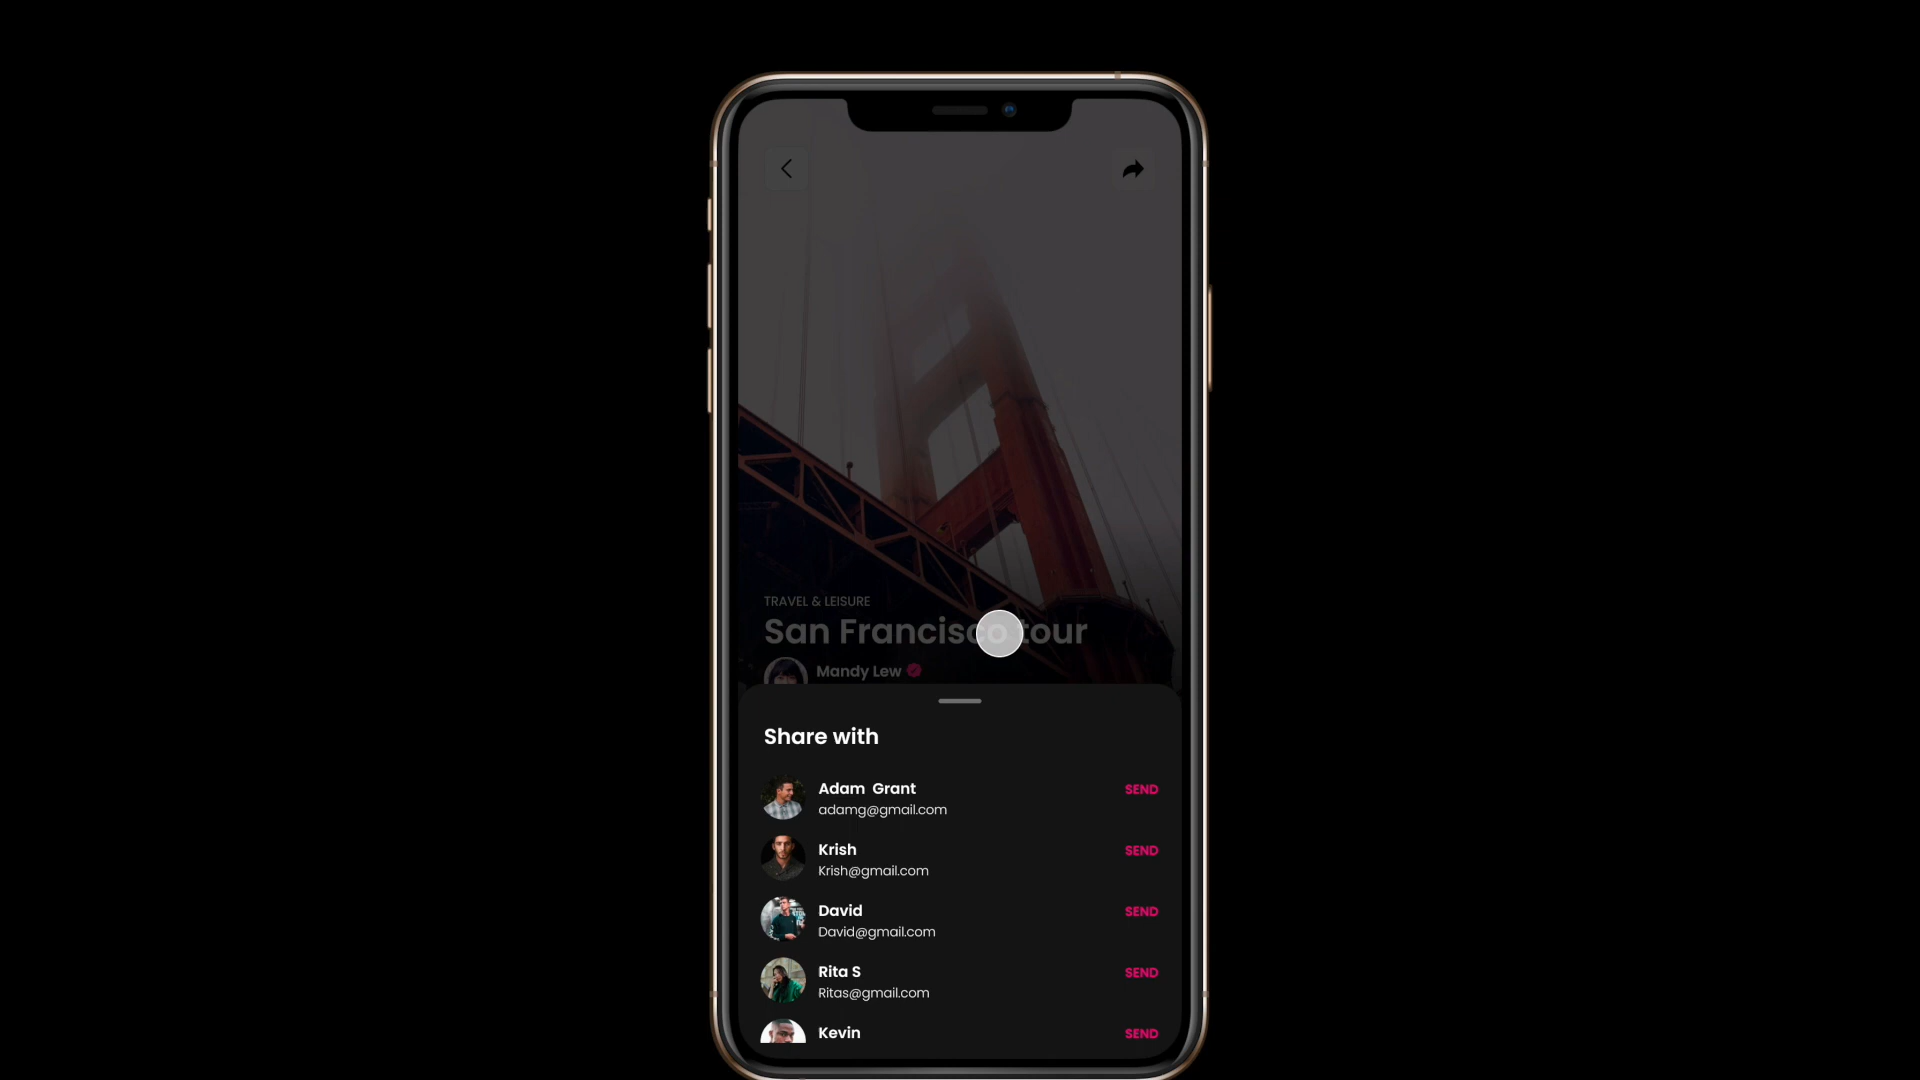 TRAVEL & LEISURE
San Francisco tour
Mandy Lew
Share with
Adam Grant
adamg@gmail.com
SEND
Krish
Krish@gmail.com
SEND
David
David@gmail.com
SEND
Rita S
Ritas@gmail.com
SEND
Kevin
SEND